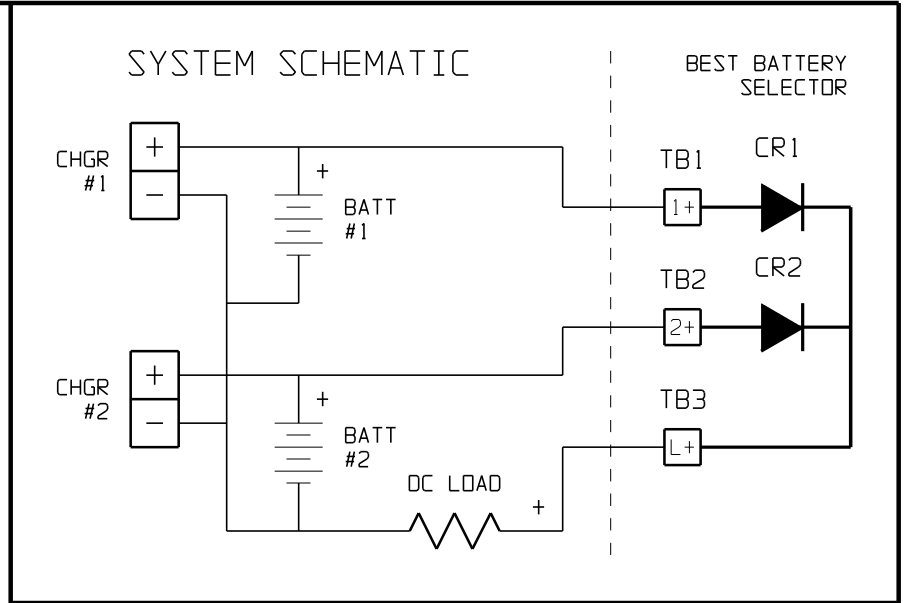 SYSTEM SCHEMATIC
BEST BATTERY
SELECTOR
CHGR
#1
+
-
+
BATT
#1
TB1
1+
CR1
TB2
2+
CR2
CHGR
#2
+
-
+
BATT
#2
TB3
L+
DC LOAD
+